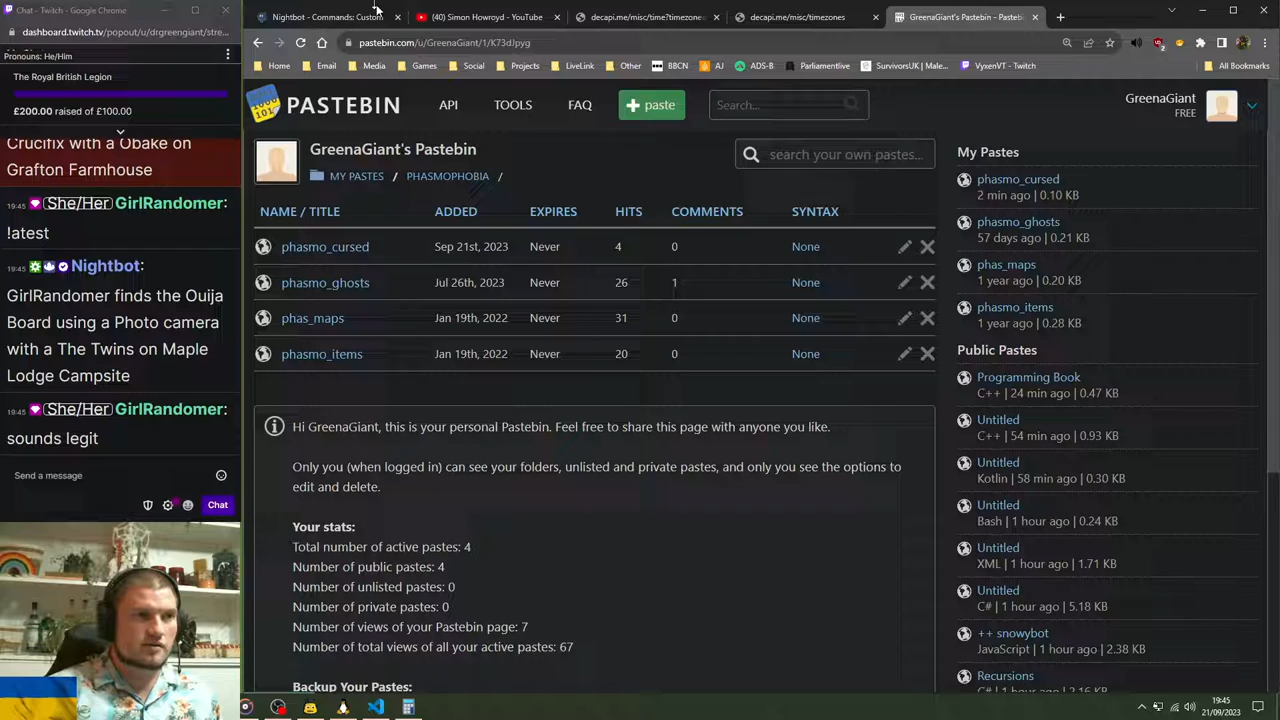 Chat - Twitch - Google Chrome
dashboard.twitch.tv/popout/u/drgreengiant/stre...
Pronouns: He/Him
The Royal British Legion
£200.00 raised of £100.00
Crucifix with a Obake on
Grafton Farmhouse
19:45 She/Her GirlRandomer:
!atest
19:45 Nightbot:
GirlRandomer finds the Ouija
Board using a Photo camera
with a The Twins on Maple
Lodge Campsite
19:45 She/Her GirlRandomer:
sounds legit
Send a message
Chat
Nightbot - Commands: Custom
(40) Simon Howroyd - YouTube
decapi.me/misc/time?timezone=
decapi.me/misc/timezones
GreenaGiant's Pastebin - Pastebin
pastebin.com/u/GreenaGiant/1/K73dJpyg
Home
Email
Media
Games
Social
Projects
LiveLink
Other
BBCN
AJ
ADS-B
Parliamentlive
SurvivorsUK | Male...
VyxenVT - Twitch
All Bookmarks
PASTEBIN
API
TOOLS
FAQ
+ paste
Search...
GreenaGiant
FREE
GreenaGiant's Pastebin
MY PASTES / PHASMOPHOBIA /
search your own pastes...
NAME / TITLE ADDED EXPIRES HITS COMMENTS SYNTAX
phasmo_cursed Sep 21st, 2023 Never 4 0 None
phasmo_ghosts Jul 26th, 2023 Never 26 1 None
phas_maps Jan 19th, 2022 Never 31 0 None
phasmo_items Jan 19th, 2022 Never 20 0 None
Hi GreenaGiant, this is your personal Pastebin. Feel free to share this page with anyone you like.
Only you (when logged in) can see your folders, unlisted and private pastes, and only you see the options to
edit and delete.
Your stats:
Total number of active pastes: 4
Number of public pastes: 4
Number of unlisted pastes: 0
Number of private pastes: 0
Number of views of your Pastebin page: 7
Number of total views of all your active pastes: 67
Backup Your Pastes:
My Pastes
phasmo_cursed
2 min ago | 0.10 KB
phasmo_ghosts
57 days ago | 0.21 KB
phas_maps
1 year ago | 0.20 KB
phasmo_items
1 year ago | 0.28 KB
Public Pastes
Programming Book
C++ | 24 min ago | 0.47 KB
Untitled
C++ | 54 min ago | 0.93 KB
Untitled
Kotlin | 58 min ago | 0.30 KB
Untitled
Bash | 1 hour ago | 0.24 KB
Untitled
XML | 1 hour ago | 1.71 KB
Untitled
C# | 1 hour ago | 5.18 KB
++ snowybot
JavaScript | 1 hour ago | 2.38 KB
Recursions
C# | 1 hour ago | 2.16 KB
19:45
21/09/2023